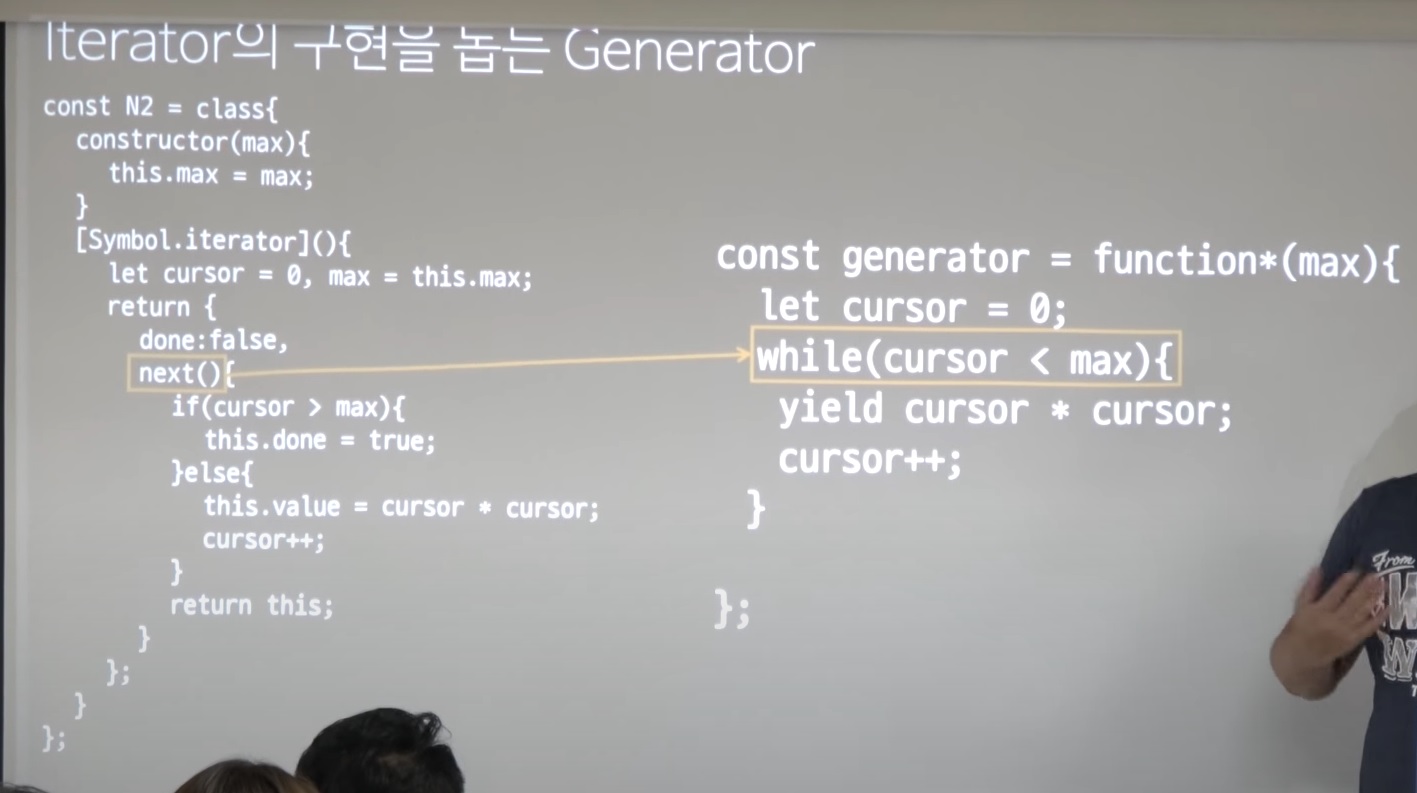 Iterator의 구현을 돕는 Generator
const N2 = class{
constructor(max){
this.max = max;
}
[Symbol.iterator](){
let cursor = 0, max = this.max;
return {
done:false,
next(){
if(cursor > max){
this.done = true;
}else{
this.value = cursor * cursor;
cursor++;
}
return this;
}
};
}
};
const generator = function*(max){
let cursor = 0;
while(cursor < max){
yield cursor * cursor;
cursor++;
}
};
From